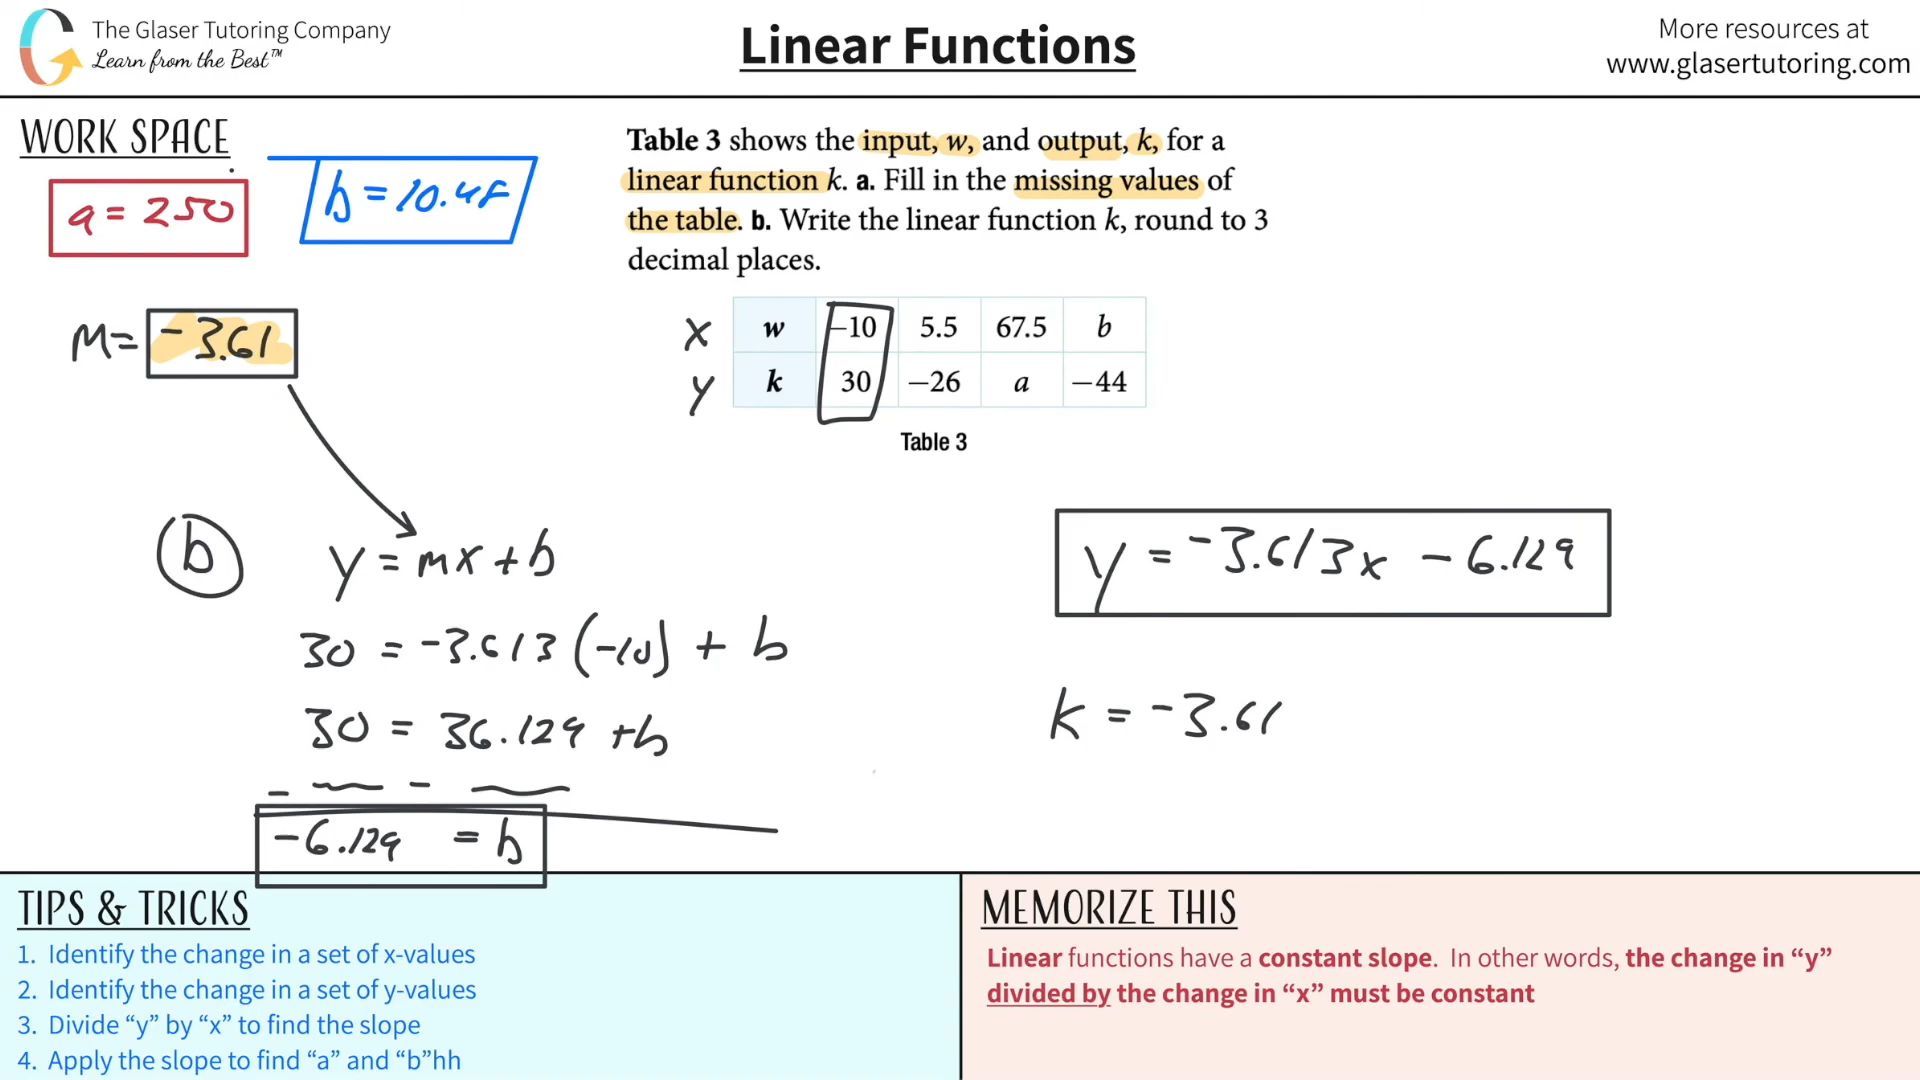 The Glaser Tutoring Company
Learn from the Best™
Linear Functions
More resources at
www.glasertutoring.com
WORK SPACE
a = 250
b = 10.48
M = -3.61
Table 3 shows the input, w, and output, k, for a
linear function k. a. Fill in the missing values of
the table. b. Write the linear function k, round to 3
decimal places.
X w −10 5.5 67.5 b
y k 30 −26 a −44
Table 3
b
y = mx + b
30 = -3.613 (-10) + b
30 = 36.129 + b
-6.129 = b
y = -3.613x - 6.129
k = -3.61
TIPS & TRICKS
1. Identify the change in a set of x-values
2. Identify the change in a set of y-values
3. Divide “y” by “x” to find the slope
4. Apply the slope to find “a” and “b”hh
MEMORIZE THIS
Linear functions have a constant slope. In other words, the change in “y”
divided by the change in “x” must be constant